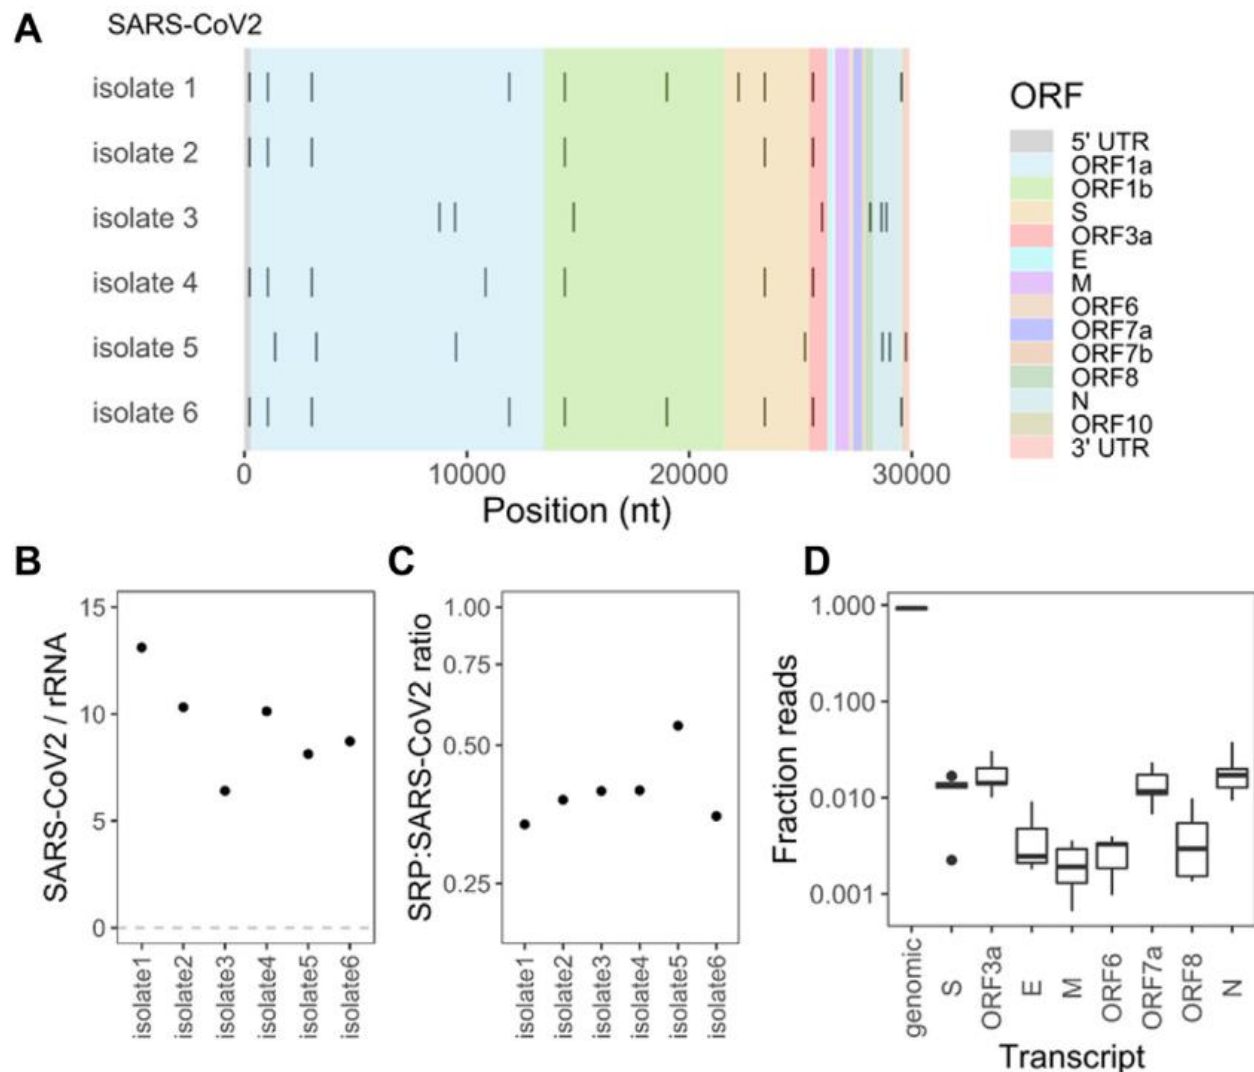 A
SARS-CoV2
isolate 1
isolate 2
isolate 3
isolate 4
isolate 5
isolate 6
0 10000 20000 30000
Position (nt)
ORF
5' UTR
ORF1a
ORF1b
S
ORF3a
E
M
ORF6
ORF7a
ORF7b
ORF8
N
ORF10
3' UTR
B
SARS-CoV2 / rRNA
15
10
5
0
isolate1
isolate2
isolate3
isolate4
isolate5
isolate6
C
SRP:SARS-CoV2 ratio
1.00
0.75
0.50
0.25
isolate1
isolate2
isolate3
isolate4
isolate5
isolate6
D
Fraction reads
1.000
0.100
0.010
0.001
genomic
S
ORF3a
E
M
ORF6
ORF7a
ORF8
N
Transcript